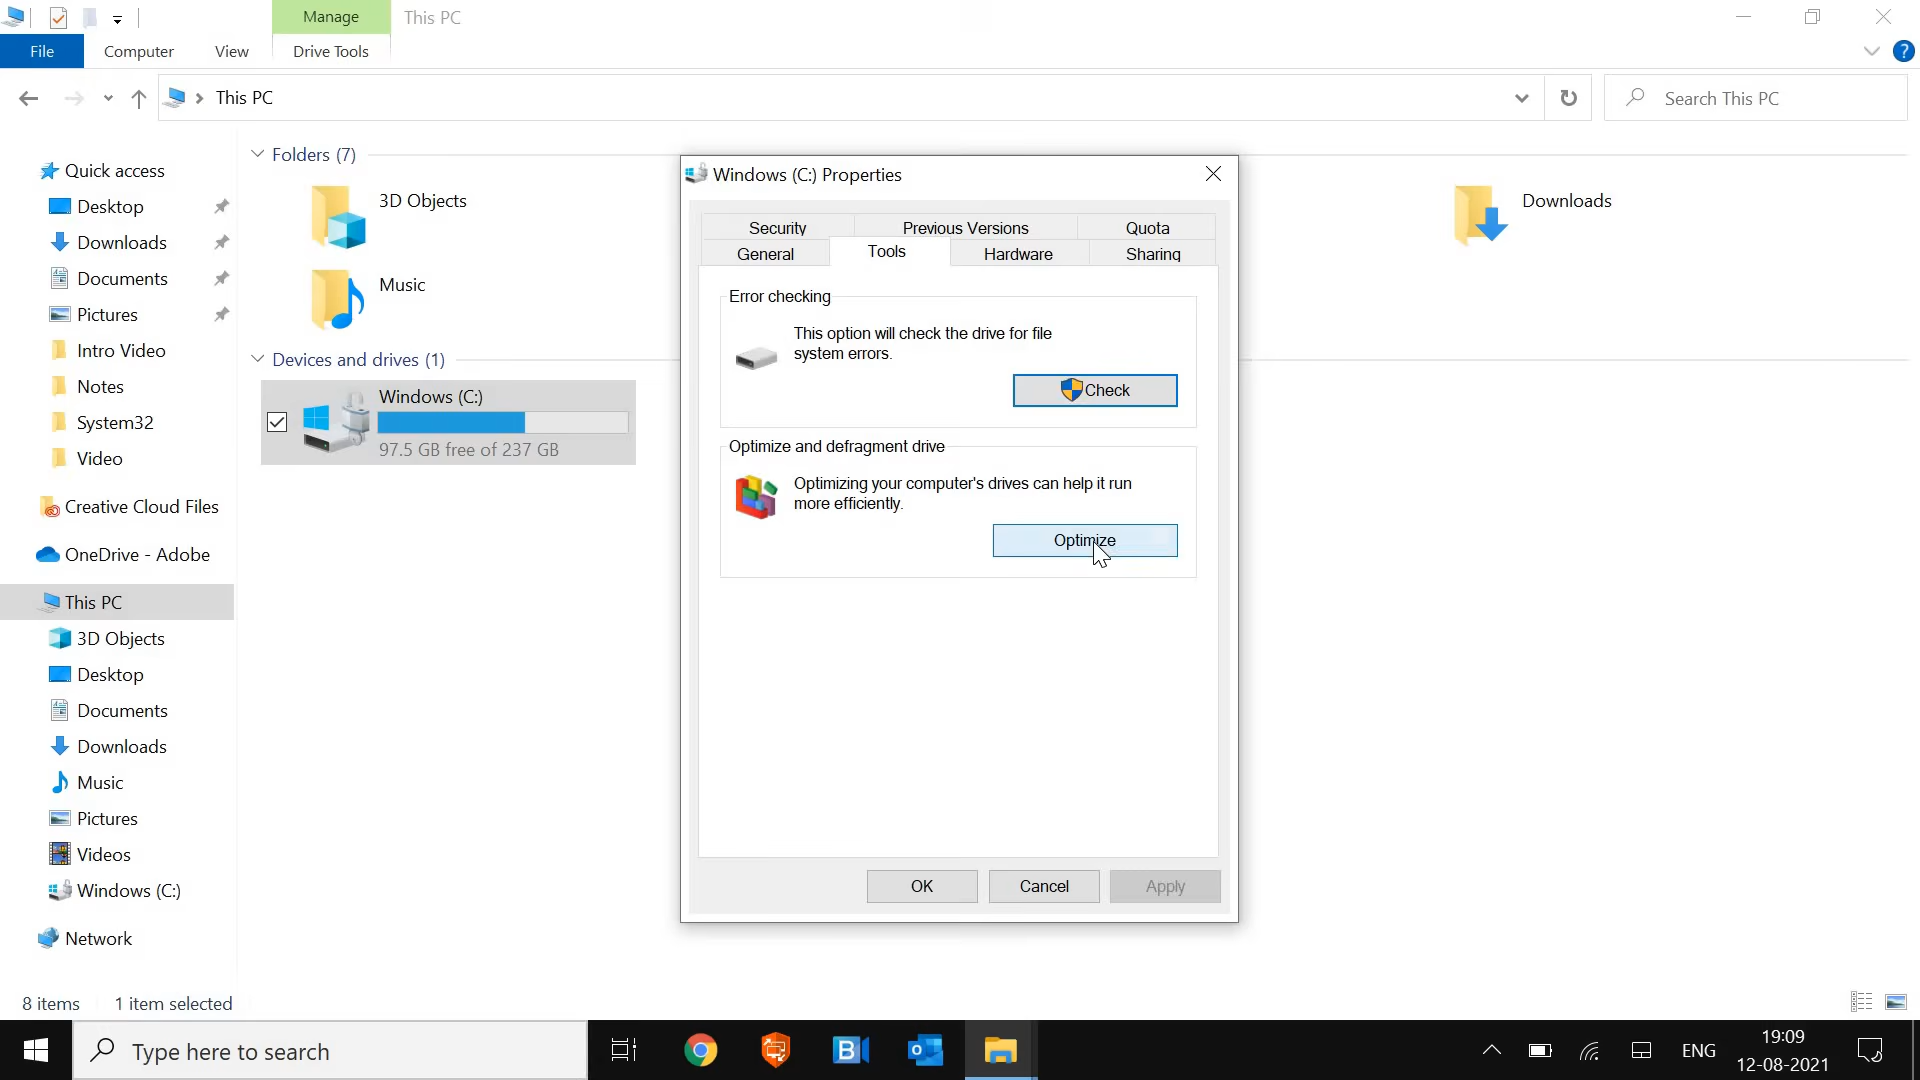 Manage
This PC
File
Computer
View
Drive Tools
This PC
Search This PC
Quick access
Desktop
Downloads
Documents
Pictures
Intro Video
Notes
System32
Video
Creative Cloud Files
OneDrive - Adobe
This PC
3D Objects
Desktop
Documents
Downloads
Music
Pictures
Videos
Windows (C:)
Network
Folders (7)
3D Objects
Downloads
Music
Devices and drives (1)
Windows (C:)
97.5 GB free of 237 GB
Windows (C:) Properties
Security
Previous Versions
Quota
General
Tools
Hardware
Sharing
Error checking
This option will check the drive for file
system errors.
Check
Optimize and defragment drive
Optimizing your computer's drives can help it run
more efficiently.
Optimize
OK
Cancel
Apply
8 items
1 item selected
Type here to search
ENG
19:09
12-08-2021